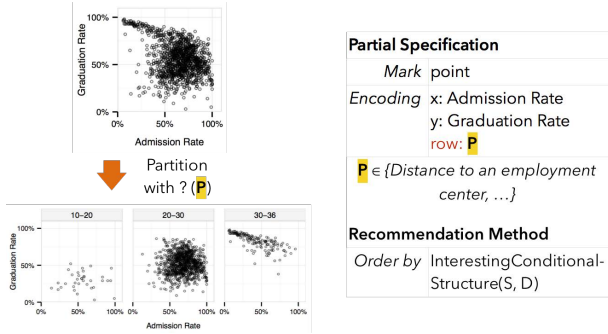 Graduation Rate
100%
50%
0%
0% 50% 100%
Admission Rate
Partition
with ? (P)
10–20 20–30 30–36
Graduation Rate
100%
50%
0%
0% 50% 100% 0% 50% 100% 0% 50% 100%
Admission Rate
Partial Specification
Mark point
Encoding x: Admission Rate
y: Graduation Rate
row: P
P ∈ {Distance to an employment
center, ...}
Recommendation Method
Order by InterestingConditional-
Structure(S, D)